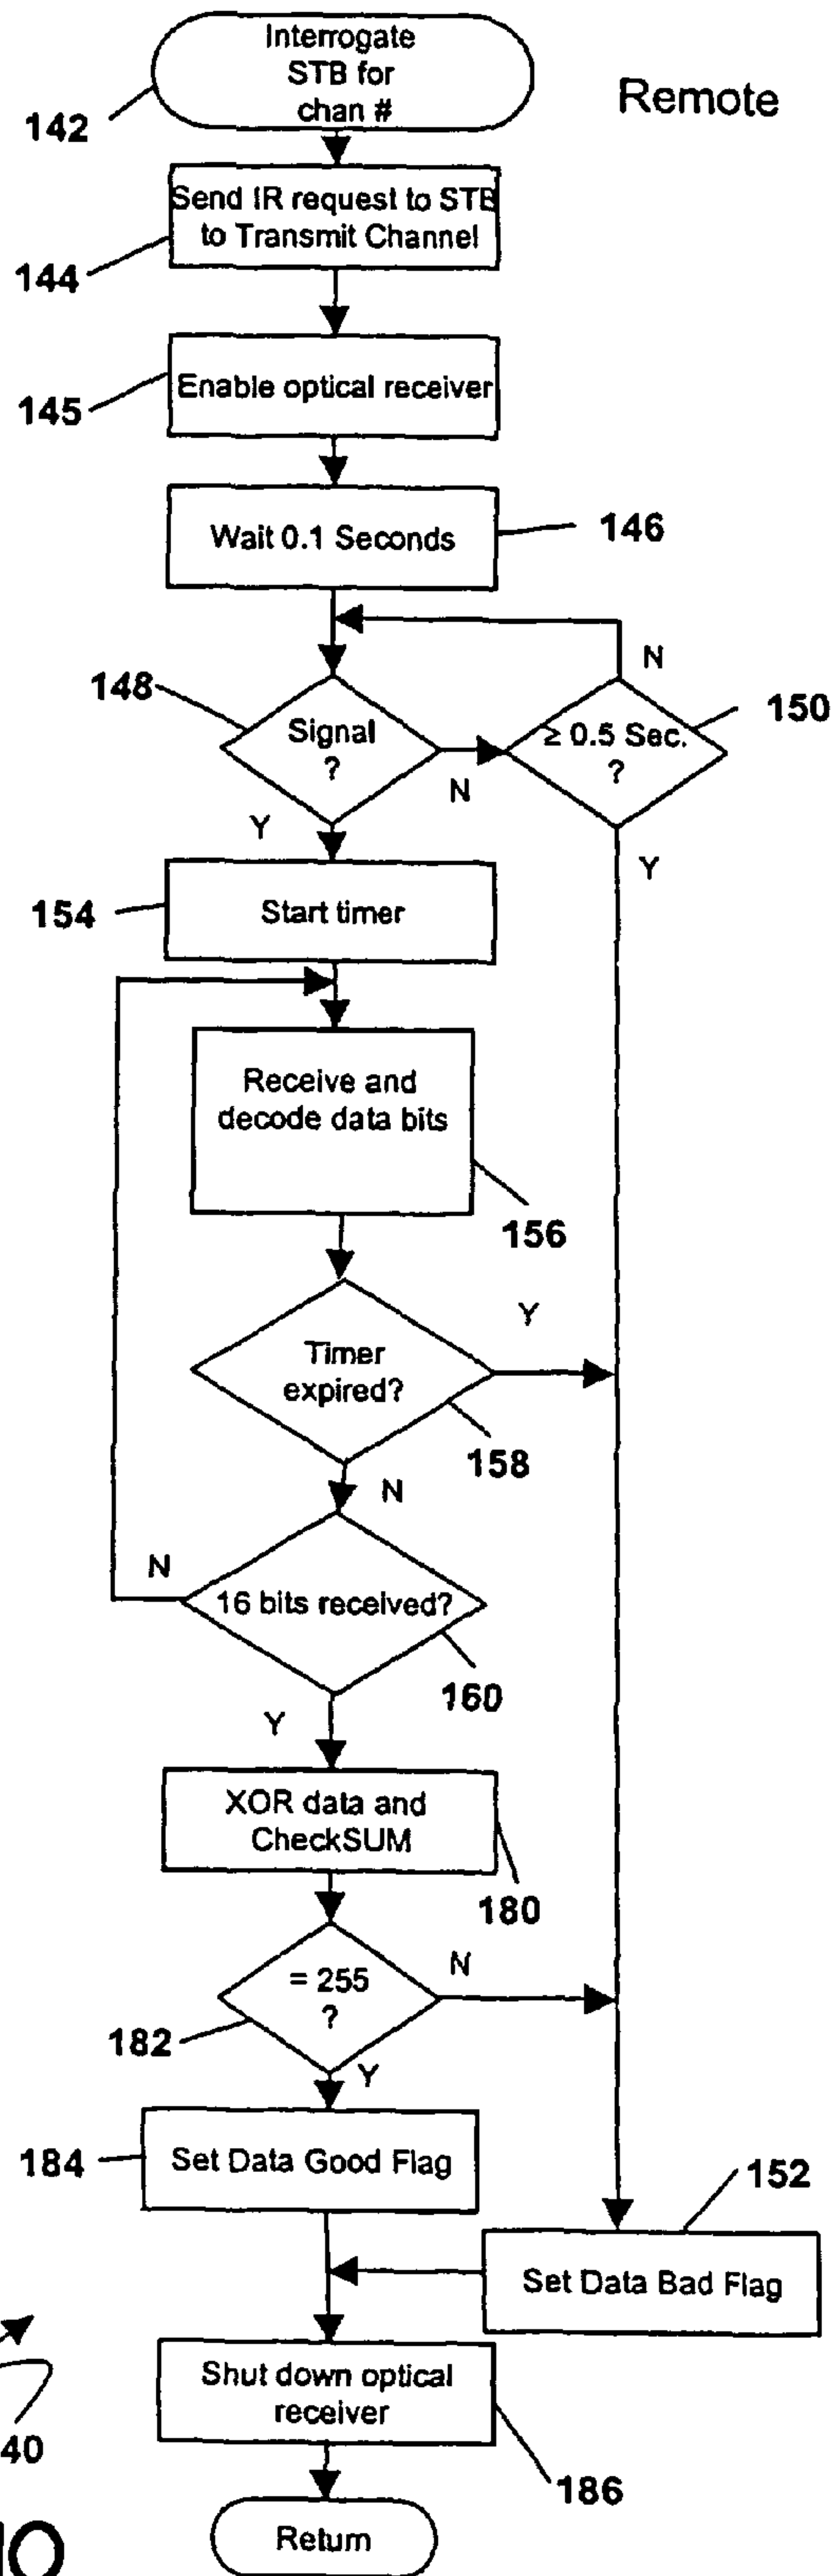 Interrogate
STB for
chan #
Remote
142
Send IR request to STB
to Transmit Channel
144
Enable optical receiver
145
Wait 0.1 Seconds
146
N
148
Signal
?
≥ 0.5 Sec.
?
150
N
Y
Y
154
Start timer
Receive and
decode data bits
156
Y
Timer
expired?
158
N
N
16 bits received?
160
Y
XOR data and
CheckSUM
180
N
= 255
?
182
Y
184
Set Data Good Flag
152
Set Data Bad Flag
Shut down optical
receiver
40
186
Return
10